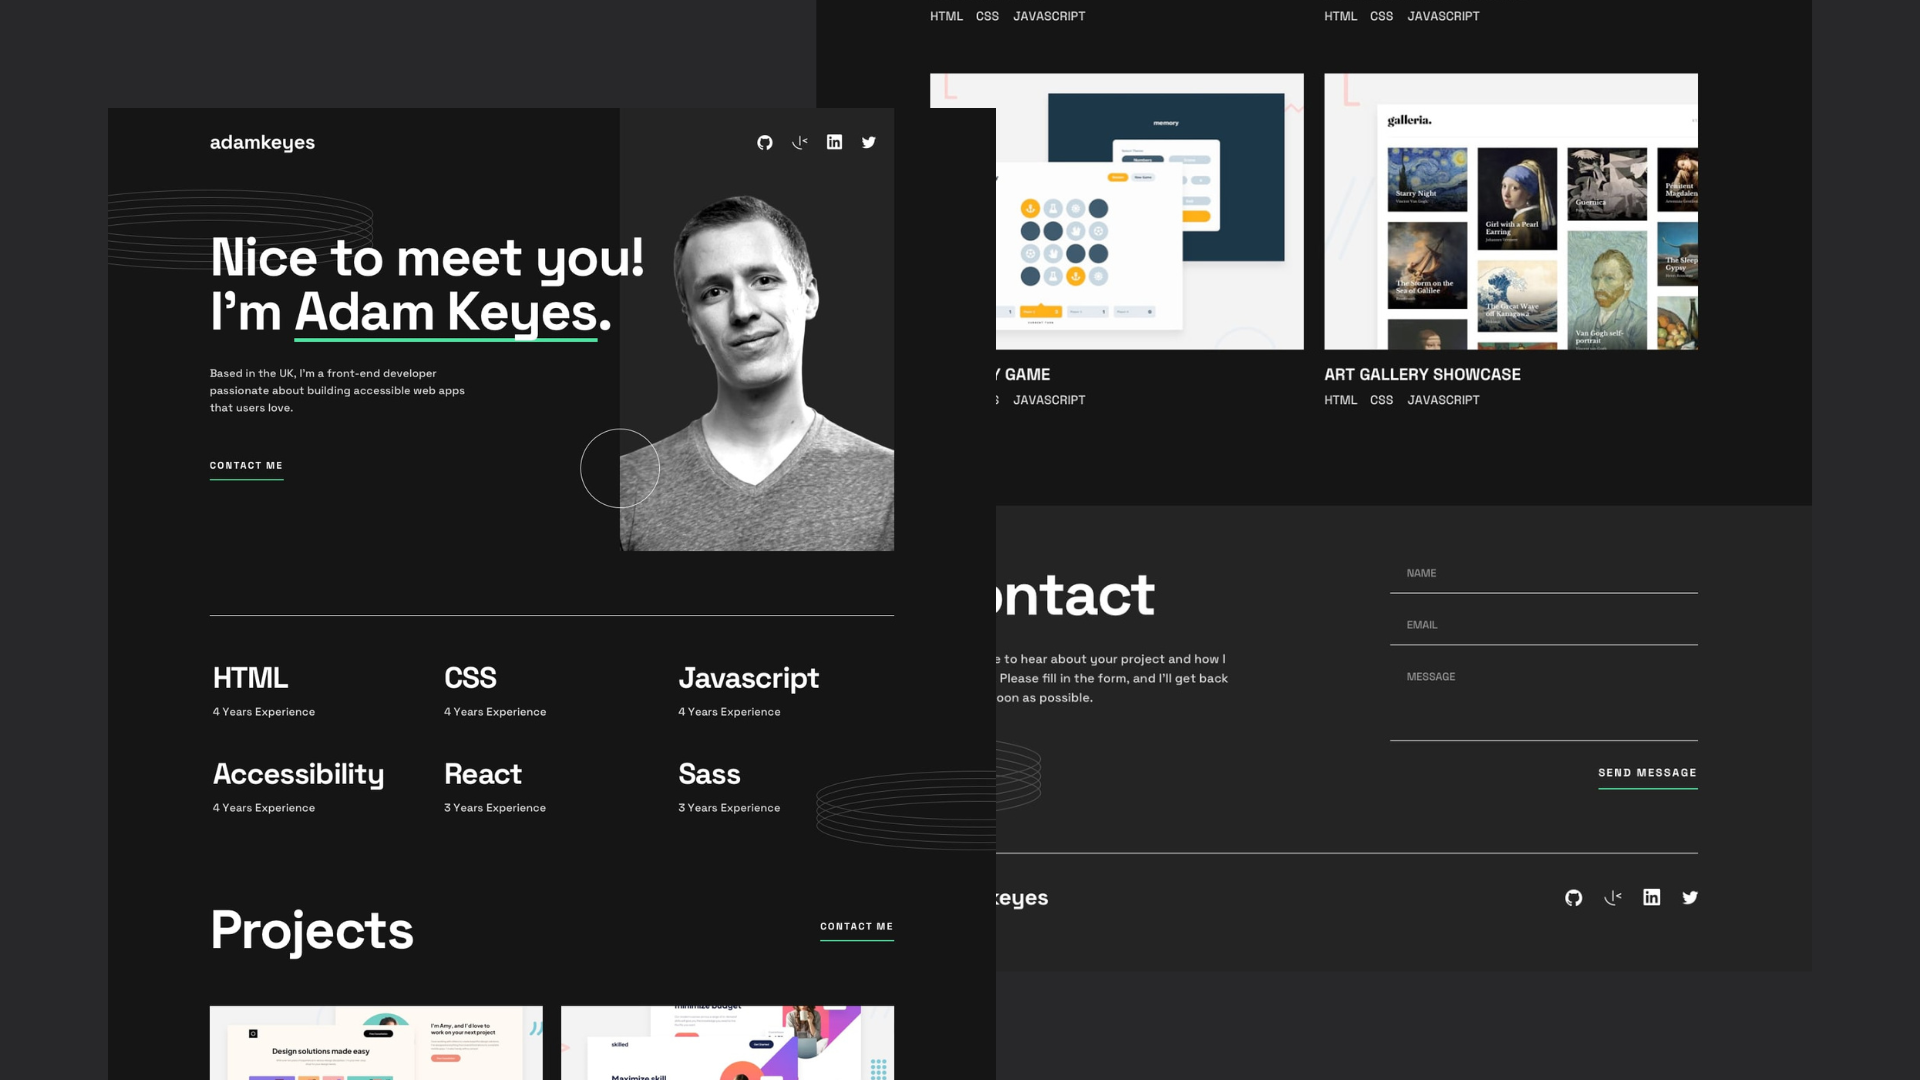 adamkeyes
Nice to meet you!
I'm Adam Keyes.
Based in the UK, I'm a front-end developer
passionate about building accessible web apps
that users love.
CONTACT ME
HTML
4 Years Experience
CSS
4 Years Experience
Javascript
4 Years Experience
Accessibility
4 Years Experience
React
3 Years Experience
Sass
3 Years Experience
Projects
CONTACT ME
Design solutions made easy
I'm Amy, and I'd love to
work on your next project
skilled
Maximize skill
HTML CSS JAVASCRIPT
HTML CSS JAVASCRIPT
memory
Numbers
galleria.
Starry Night
Girl with a Pearl
Earring
Guernica
Penitent
Magdalen
The Storm on the
Sea of Galilee
The Great Wave
off Kanagawa
Van Gogh self-
portrait
The Sleep
Gypsy
Y GAME
S JAVASCRIPT
ART GALLERY SHOWCASE
HTML CSS JAVASCRIPT
ontact
e to hear about your project and how I
Please fill in the form, and I'll get back
oon as possible.
NAME
EMAIL
MESSAGE
SEND MESSAGE
keyes